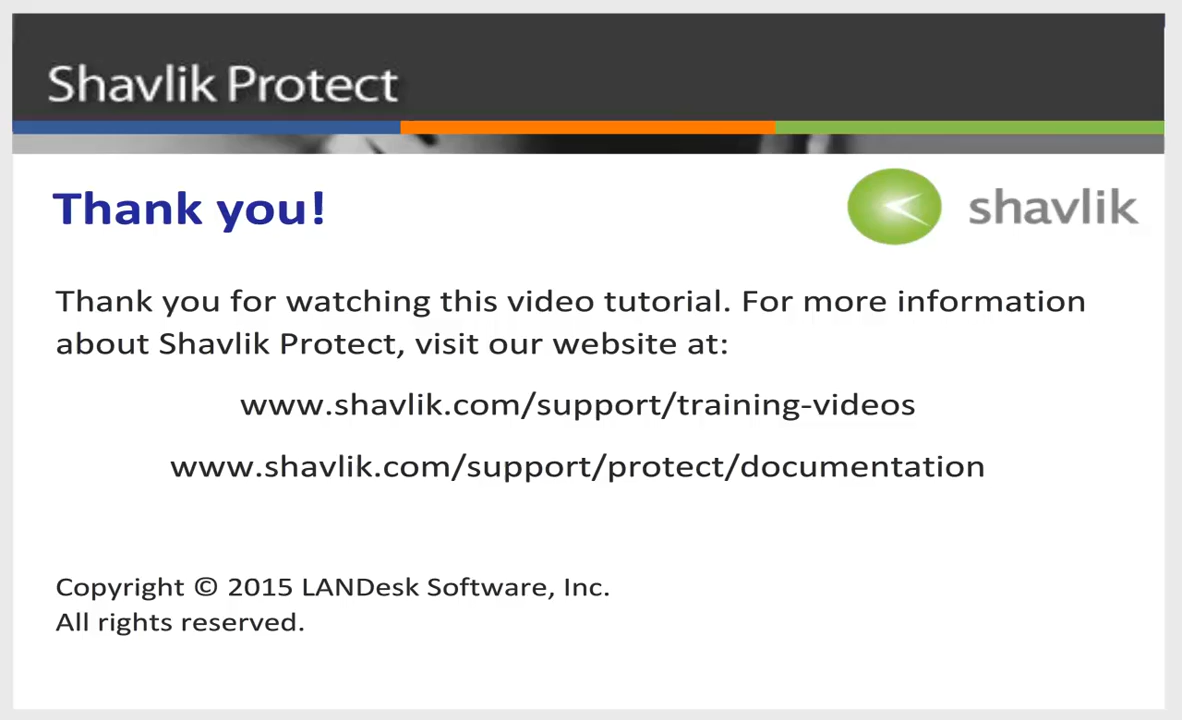 Shavlik Protect
Thank you!
shavlik
Thank you for watching this video tutorial. For more information
about Shavlik Protect, visit our website at:
www.shavlik.com/support/training-videos
www.shavlik.com/support/protect/documentation
Copyright © 2015 LANDesk Software, Inc.
All rights reserved.